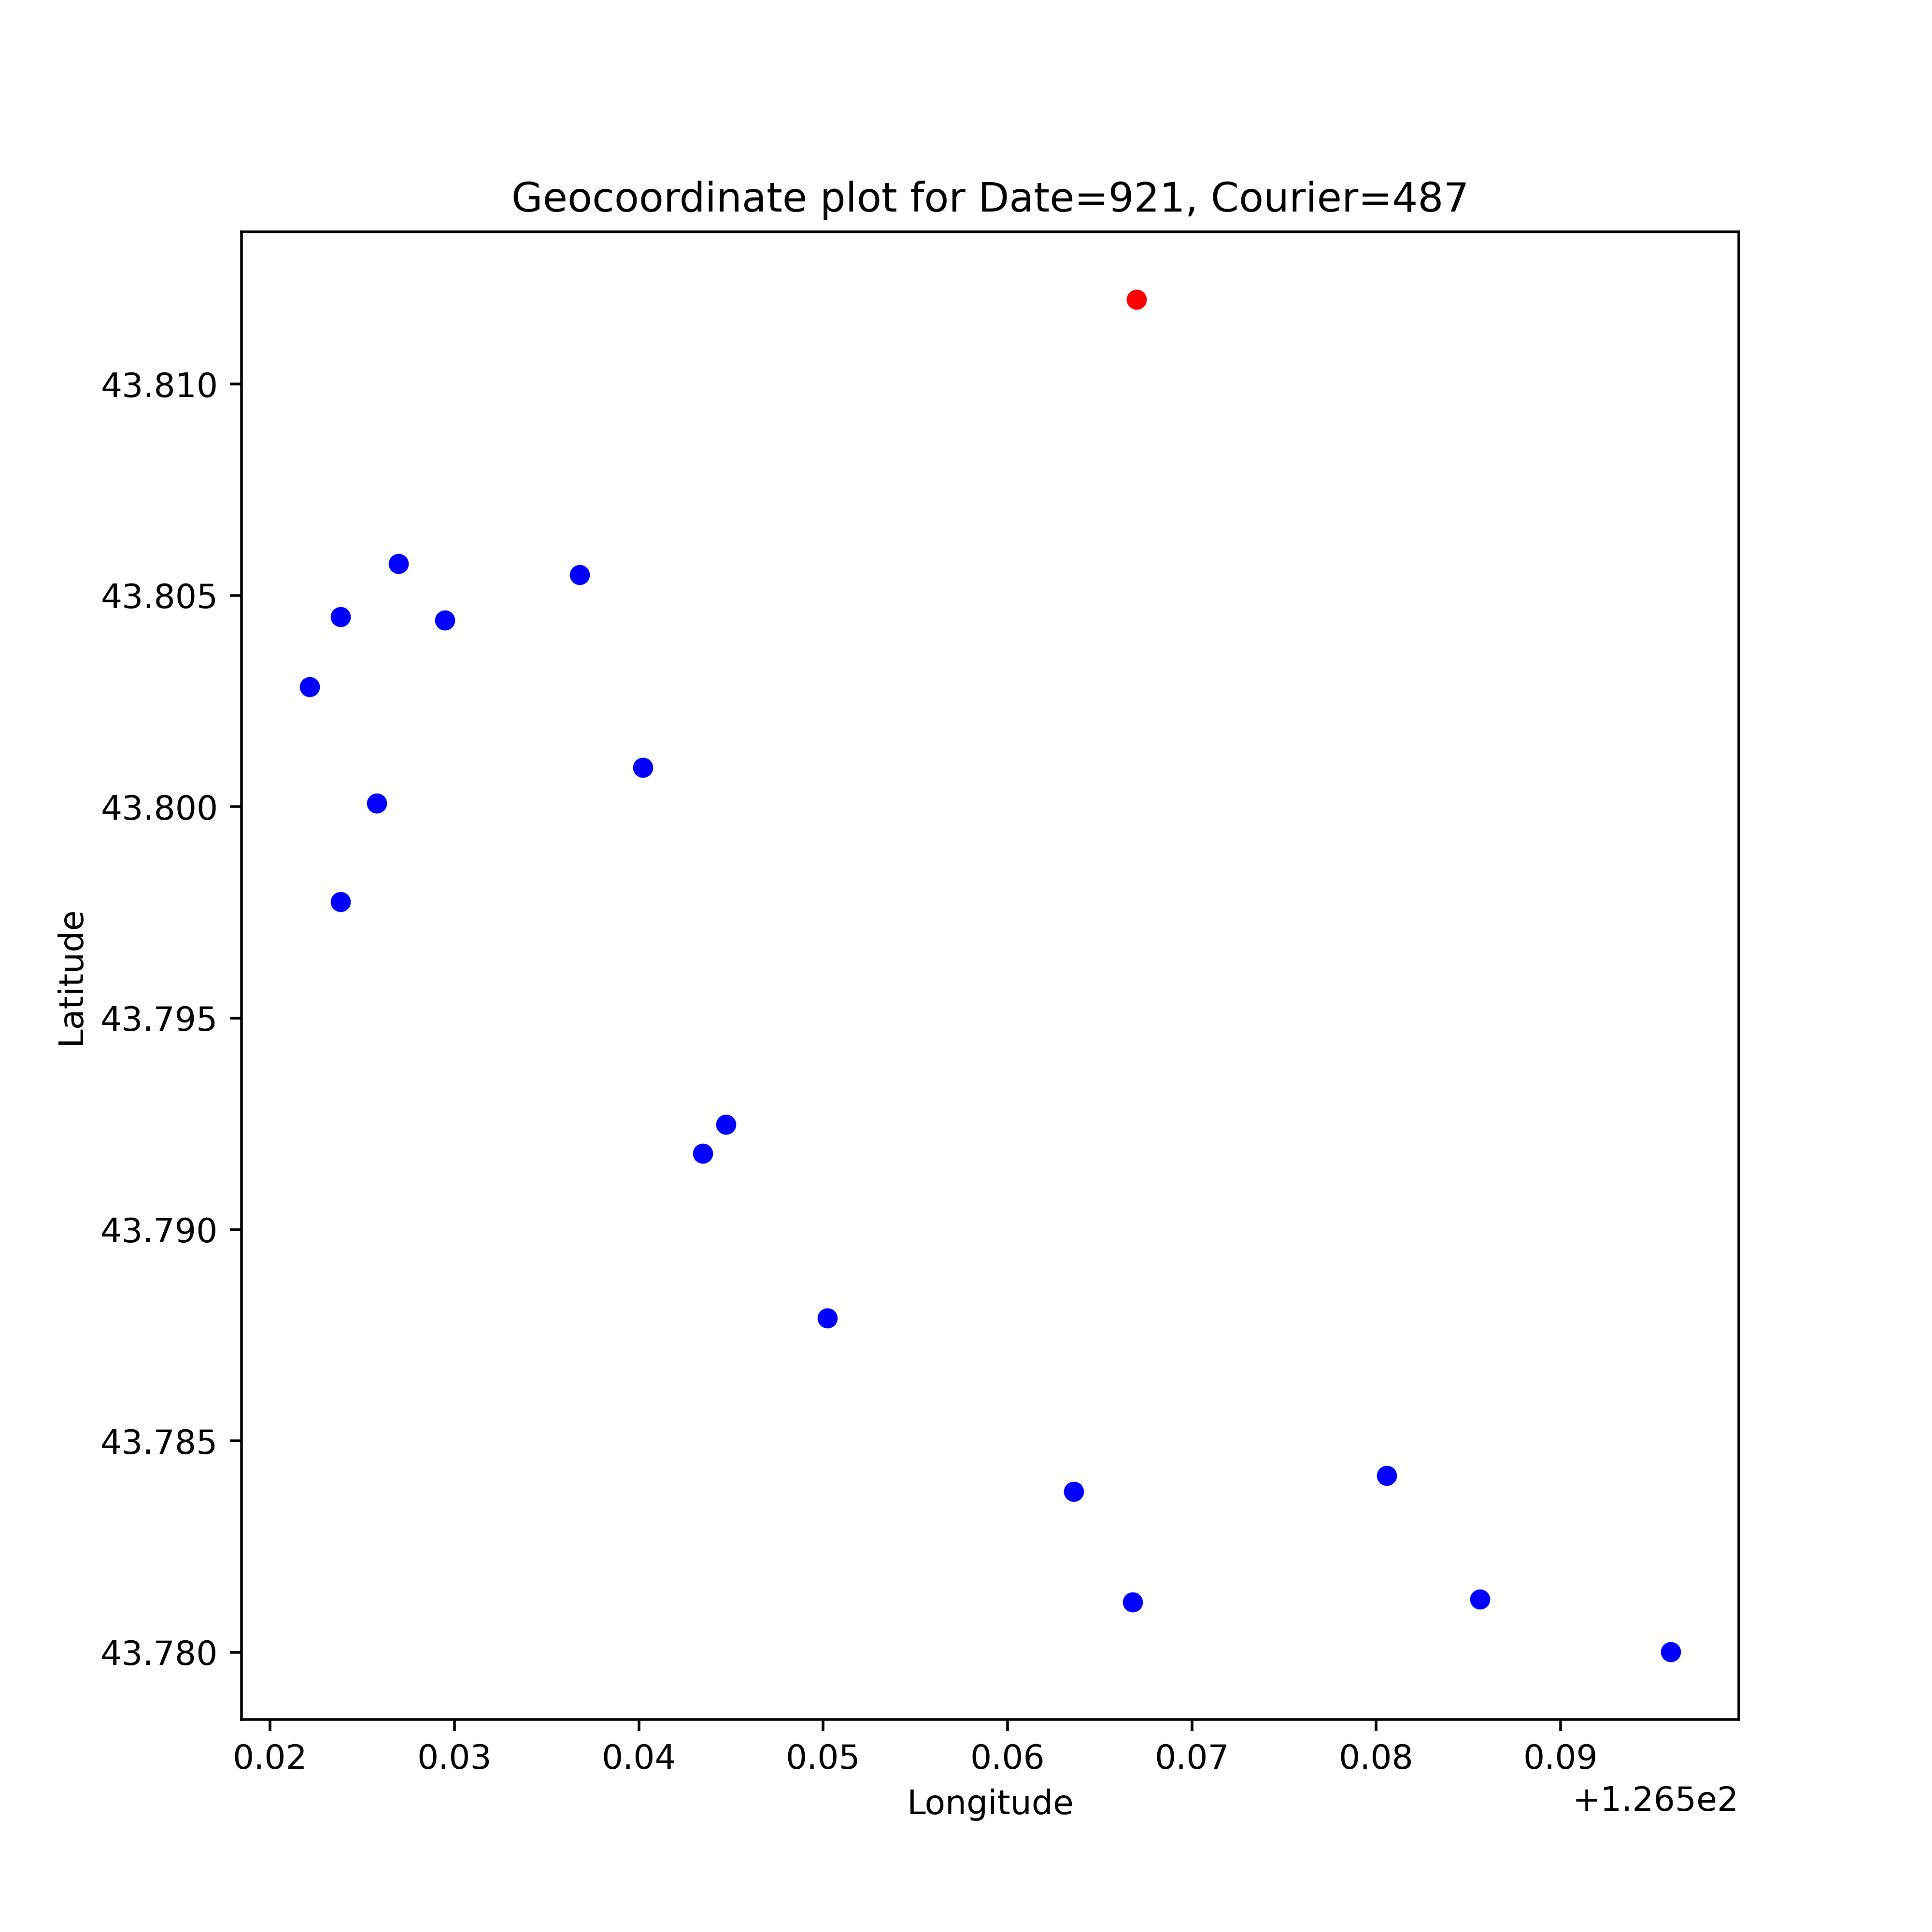 Geocoordinate plot for Date=921, Courier=487
43.810
43.805
43.800
43.795
43.790
43.785
43.780
Latitude
0.02 0.03 0.04 0.05 0.06 0.07 0.08 0.09
Longitude
+1.265e2